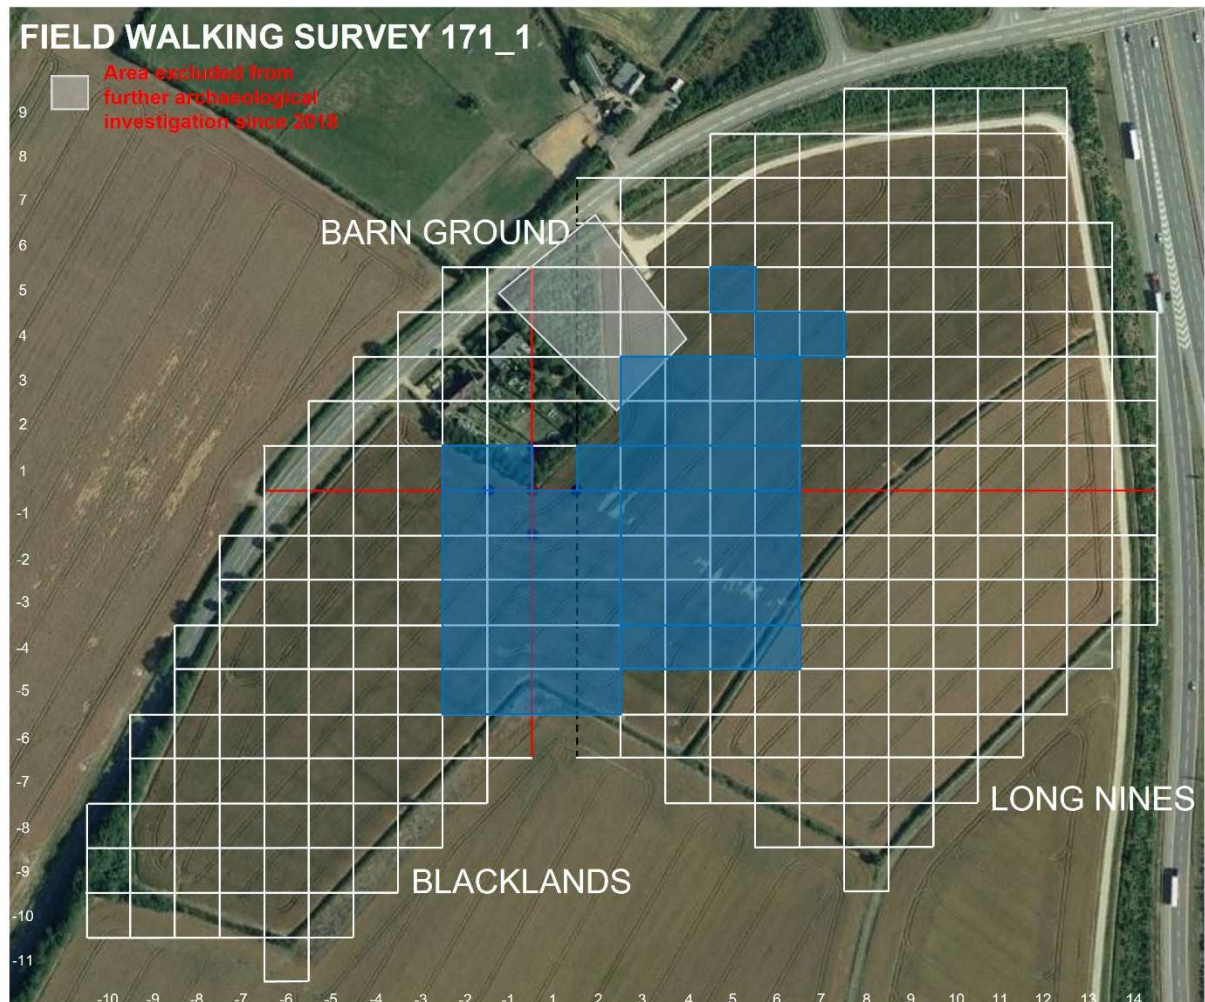 FIELD WALKING SURVEY 171_1
Area excluded from
further archaeological
investigation since 2018
9
8
7
BARN GROUND
6
5
4
3
2
1
-1
-2
-3
-4
-5
-6
-7
LONG NINES
-8
-9
BLACKLANDS
-10
-11
-10 -9 -8 -7 -6 -5 -4 -3 -2 -1 1 2 3 4 5 6 7 8 9 10 11 12 13 14